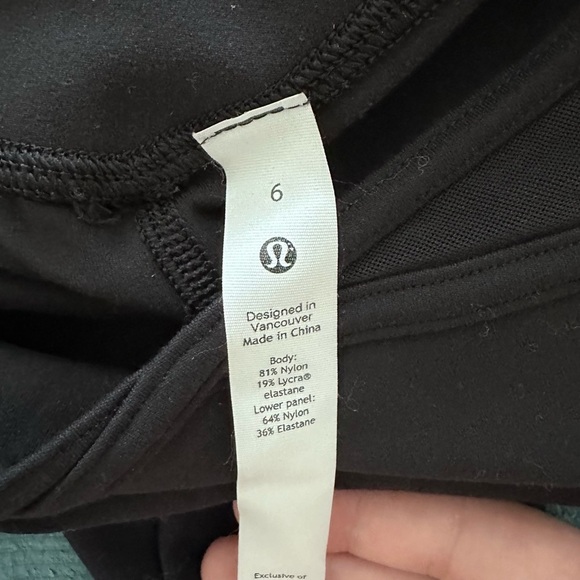 6
Designed in
Vancouver
Made in China
Body:
81% Nylon
19% Lycra®
elastane
Lower panel:
64% Nylon
36% Elastane
Exclusive of